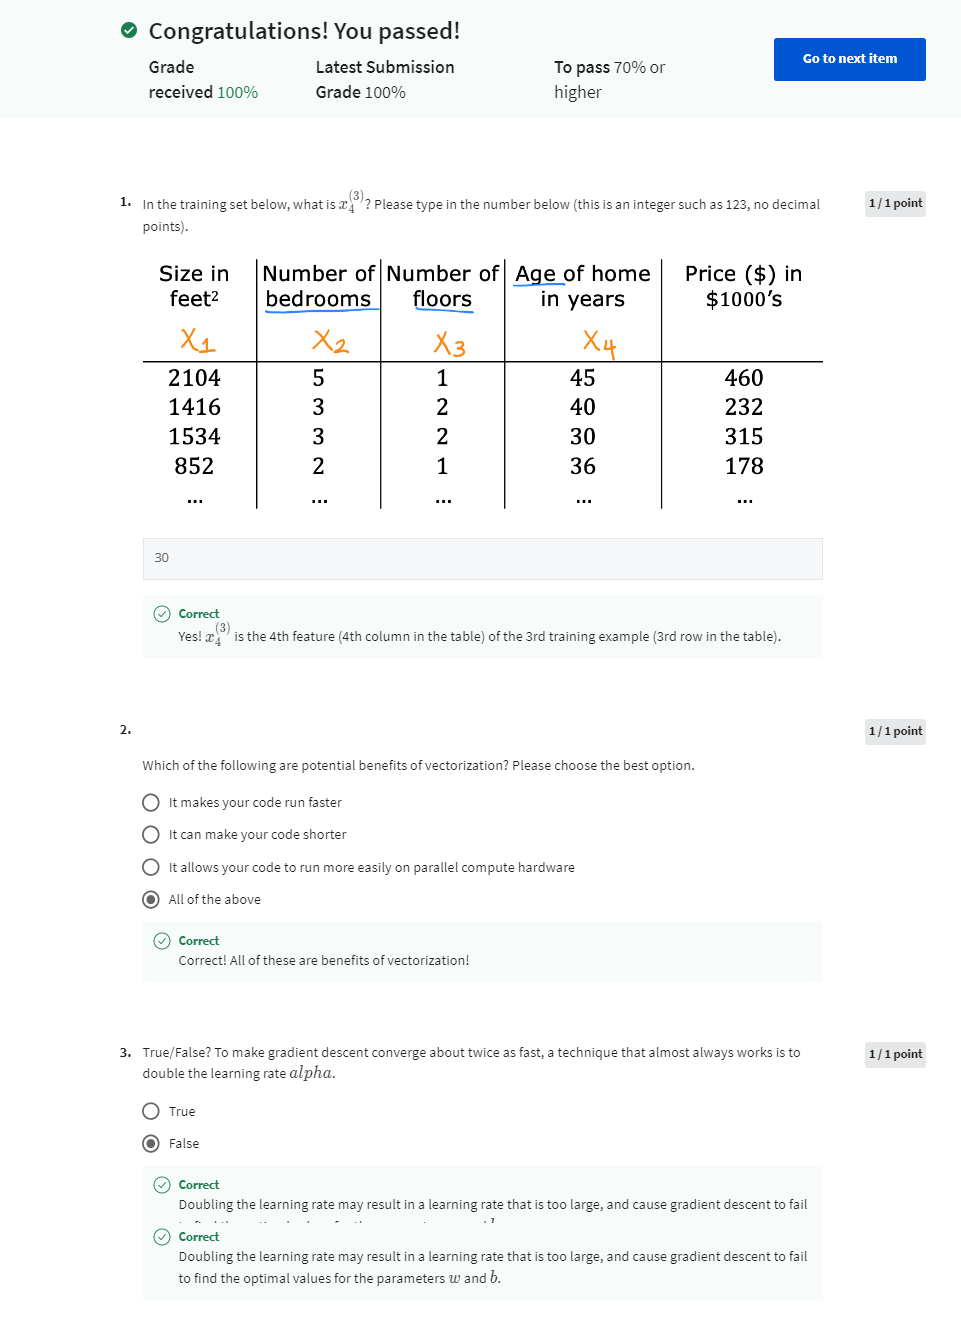 Congratulations! You passed!
Grade received 100%
Latest Submission Grade 100%
To pass 70% or higher
Go to next item
1. In the training set below, what is x₄⁽³⁾? Please type in the number below (this is an integer such as 123, no decimal
points).
1 / 1 point
Size in feet² Number of bedrooms Number of floors Age of home in years Price ($) in $1000's
X1 X2 X3 X4
2104 5 1 45 460
1416 3 2 40 232
1534 3 2 30 315
852 2 1 36 178
... ... ... ... ...
30
Correct
Yes! x₄⁽³⁾ is the 4th feature (4th column in the table) of the 3rd training example (3rd row in the table).
2.
1 / 1 point
Which of the following are potential benefits of vectorization? Please choose the best option.
It makes your code run faster
It can make your code shorter
It allows your code to run more easily on parallel compute hardware
All of the above
Correct
Correct! All of these are benefits of vectorization!
3. True/False? To make gradient descent converge about twice as fast, a technique that almost always works is to
double the learning rate alpha.
1 / 1 point
True
False
Correct
Doubling the learning rate may result in a learning rate that is too large, and cause gradient descent to fail
Correct
Doubling the learning rate may result in a learning rate that is too large, and cause gradient descent to fail
to find the optimal values for the parameters w and b.